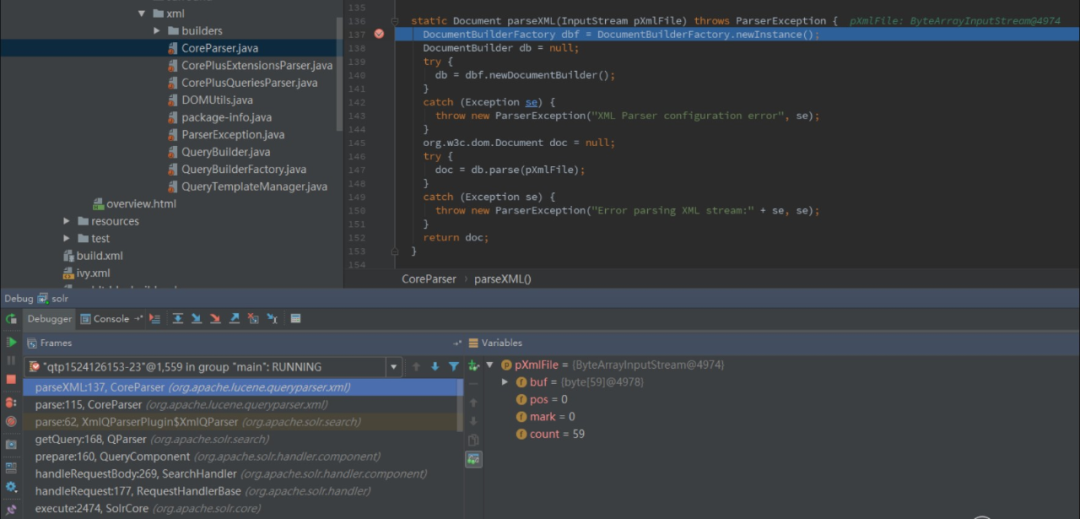 xml
builders
CoreParser.java
CorePlusExtensionsParser.java
CorePlusQueriesParser.java
DOMUtils.java
package-info.java
ParserException.java
QueryBuilder.java
QueryBuilderFactory.java
QueryTemplateManager.java
overview.html
resources
test
build.xml
ivy.xml
135
136 static Document parseXML(InputStream pXmlFile) throws ParserException { pXmlFile: ByteArrayInputStream@4974
137 DocumentBuilderFactory dbf = DocumentBuilderFactory.newInstance();
138 DocumentBuilder db = null;
139 try {
140 db = dbf.newDocumentBuilder();
141 }
142 catch (Exception se) {
143 throw new ParserException("XML Parser configuration error", se);
144 }
145 org.w3c.dom.Document doc = null;
146 try {
147 doc = db.parse(pXmlFile);
148 }
149 catch (Exception se) {
150 throw new ParserException("Error parsing XML stream:" + se, se);
151 }
152 return doc;
153 }
154
CoreParser › parseXML()
Debug solr
Debugger Console
Frames
"qtp1524126153-23"@1,559 in group "main": RUNNING
parseXML:137, CoreParser (org.apache.lucene.queryparser.xml)
parse:115, CoreParser (org.apache.lucene.queryparser.xml)
parse:62, XmlQParserPlugin$XmlQParser (org.apache.solr.search)
getQuery:168, QParser (org.apache.solr.search)
prepare:160, QueryComponent (org.apache.solr.handler.component)
handleRequestBody:269, SearchHandler (org.apache.solr.handler.component)
handleRequest:177, RequestHandlerBase (org.apache.solr.handler)
execute:2474, SolrCore (org.apache.solr.core)
Variables
pXmlFile = {ByteArrayInputStream@4974}
buf = {byte[59]@4978}
pos = 0
mark = 0
count = 59